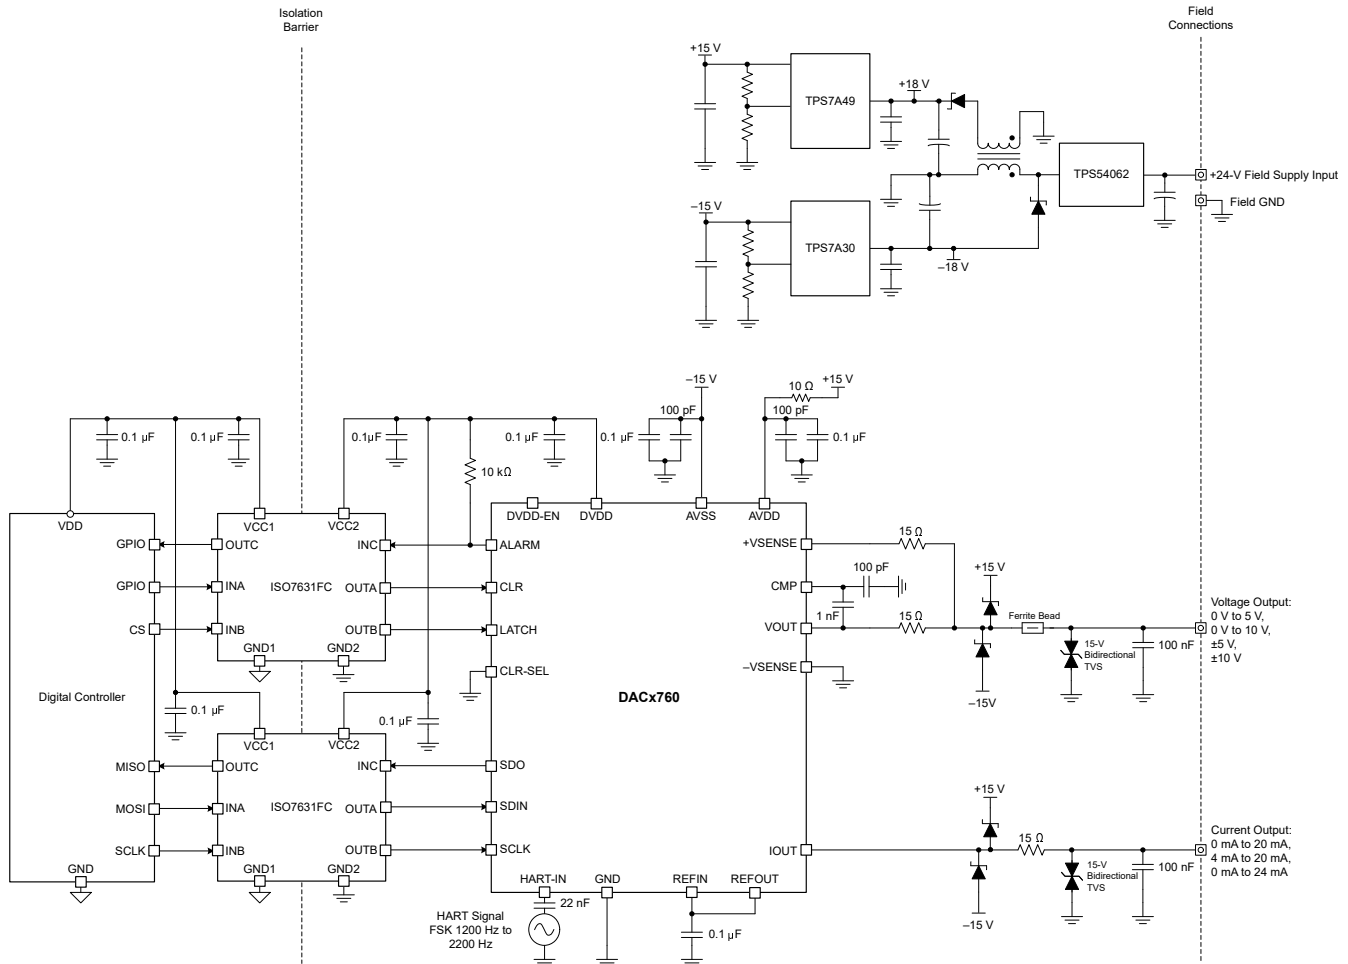 Isolation
Barrier
Field
Connections
+15 V
TPS7A49
+18 V
TPS54062
+24-V Field Supply Input
Field GND
–15 V
TPS7A30
–18 V
–15 V
10 Ω
+15 V
100 pF
100 pF
0.1 µF
0.1 µF
0.1µF
0.1 µF
0.1 µF
0.1 µF
10 kΩ
VDD
VCC1
VCC2
DVDD-EN
DVDD
AVSS
AVDD
GPIO
OUTC
INC
ALARM
+VSENSE
15 Ω
GPIO
INA
ISO7631FC
OUTA
CLR
CMP
100 pF
+15 V
1 nF
CS
INB
OUTB
LATCH
VOUT
15 Ω
Ferrite Bead
Voltage Output:
0 V to 5 V,
0 V to 10 V,
±5 V,
±10 V
GND1
GND2
CLR-SEL
–VSENSE
15-V
Bidirectional
TVS
100 nF
–15V
Digital Controller
DACx760
0.1 µF
0.1 µF
VCC1
VCC2
MISO
OUTC
INC
SDO
MOSI
INA
ISO7631FC
OUTA
SDIN
+15 V
SCLK
INB
OUTB
SCLK
IOUT
15 Ω
Current Output:
0 mA to 20 mA,
4 mA to 20 mA,
0 mA to 24 mA
GND
GND1
GND2
HART-IN
GND
REFIN
REFOUT
15-V
Bidirectional
TVS
100 nF
–15 V
22 nF
HART Signal
FSK 1200 Hz to
2200 Hz
0.1 µF